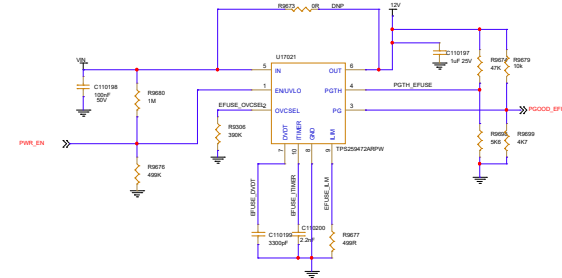 R9673
0R
DNP
12V
VIN
C110198
100nF
50V
R9680
1M
PWR_EN
R9676
499K
EFUSE_OVCSEL
R9306
390K
U17021
5
IN
OUT
6
1
EN/UVLO
PGTH
4
2
OVCSEL
PG
3
DVDT
ITIMER
GND
ILIM
7
10
8
9
TPS259472ARPW
PGTH_EFUSE
C110197
1uF 25V
47K
R9679
10k
R9699
5K6
4K7
EFUSE_DVDT
EFUSE_ITIMER
EFUSE_ILM
C110199
3300pF
C110200
2.2nF
R9677
499R